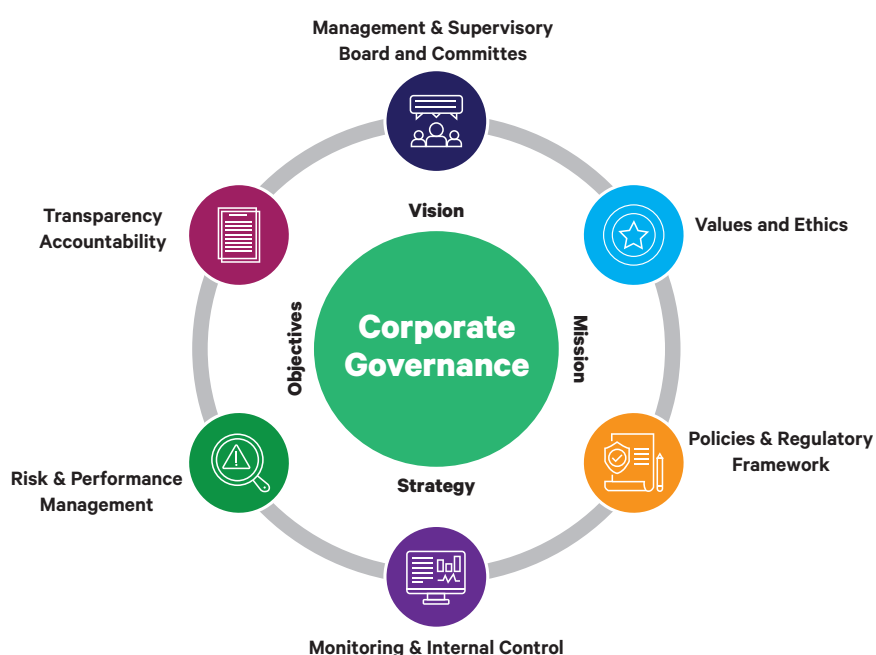 Management & Supervisory
Board and Committes
Transparency
Accountability
Vision
Values and Ethics
Objectives
Corporate
Governance
Mission
Policies & Regulatory
Framework
Risk & Performance
Management
Strategy
Monitoring & Internal Control